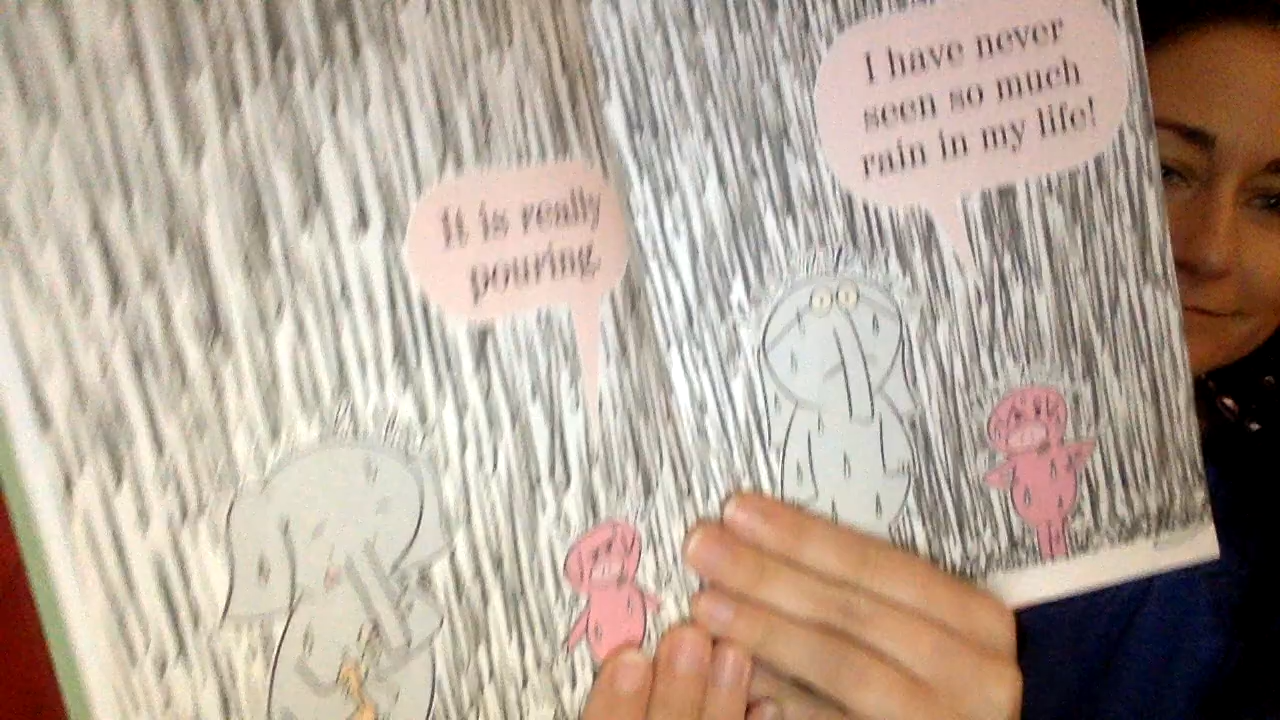 It is really
pouring.
I have never
seen so much
rain in my life!